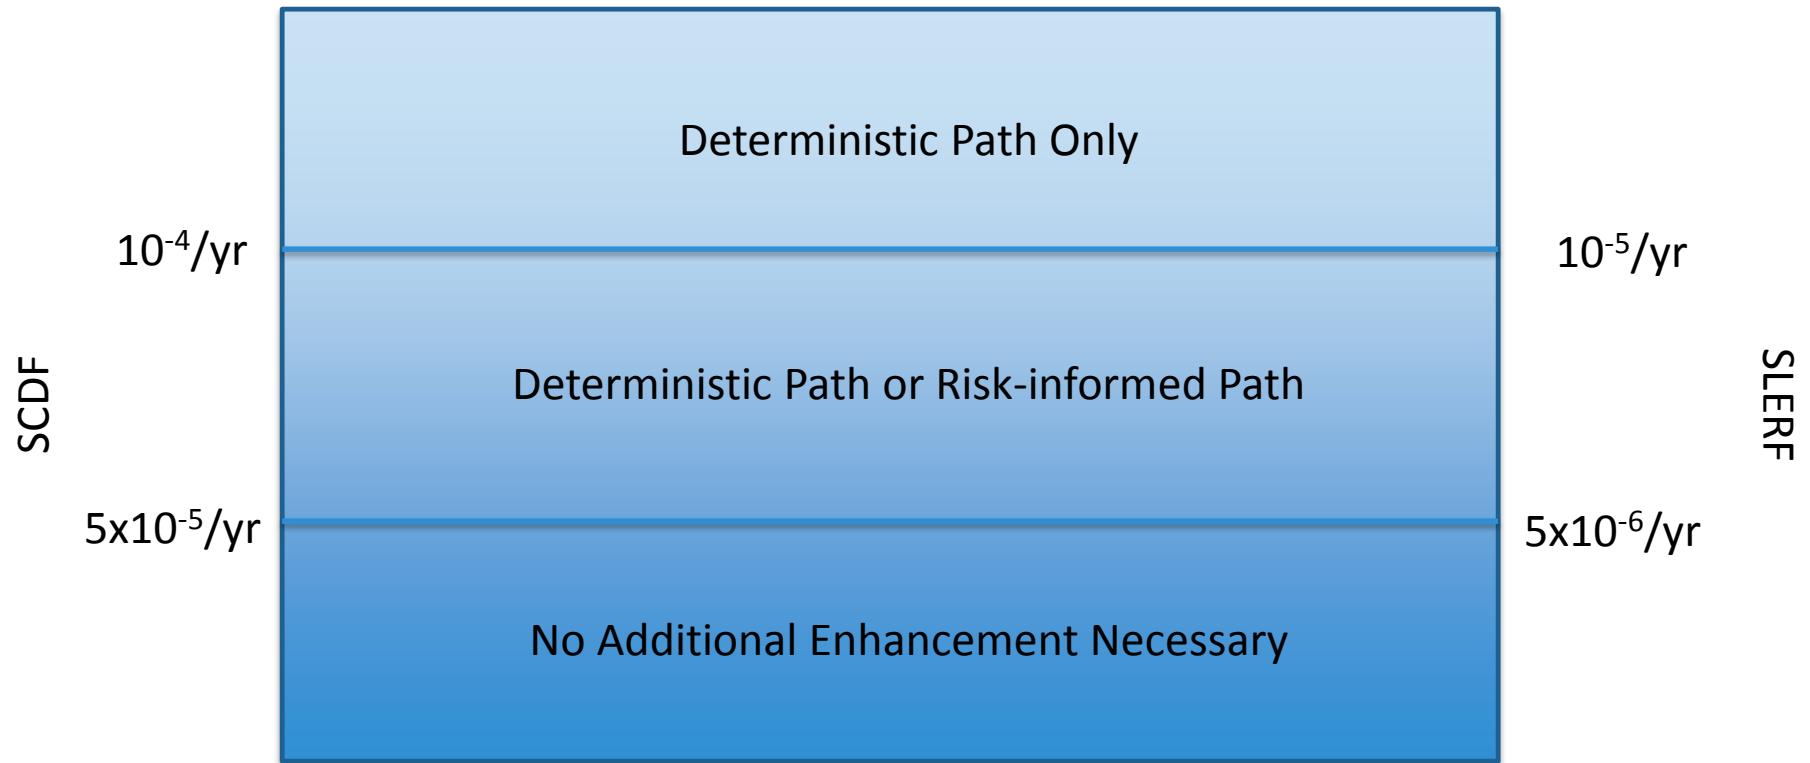 Deterministic Path Only
10⁻⁴/yr
10⁻⁵/yr
SCDF
Deterministic Path or Risk-informed Path
SLERF
5x10⁻⁵/yr
5x10⁻⁶/yr
No Additional Enhancement Necessary